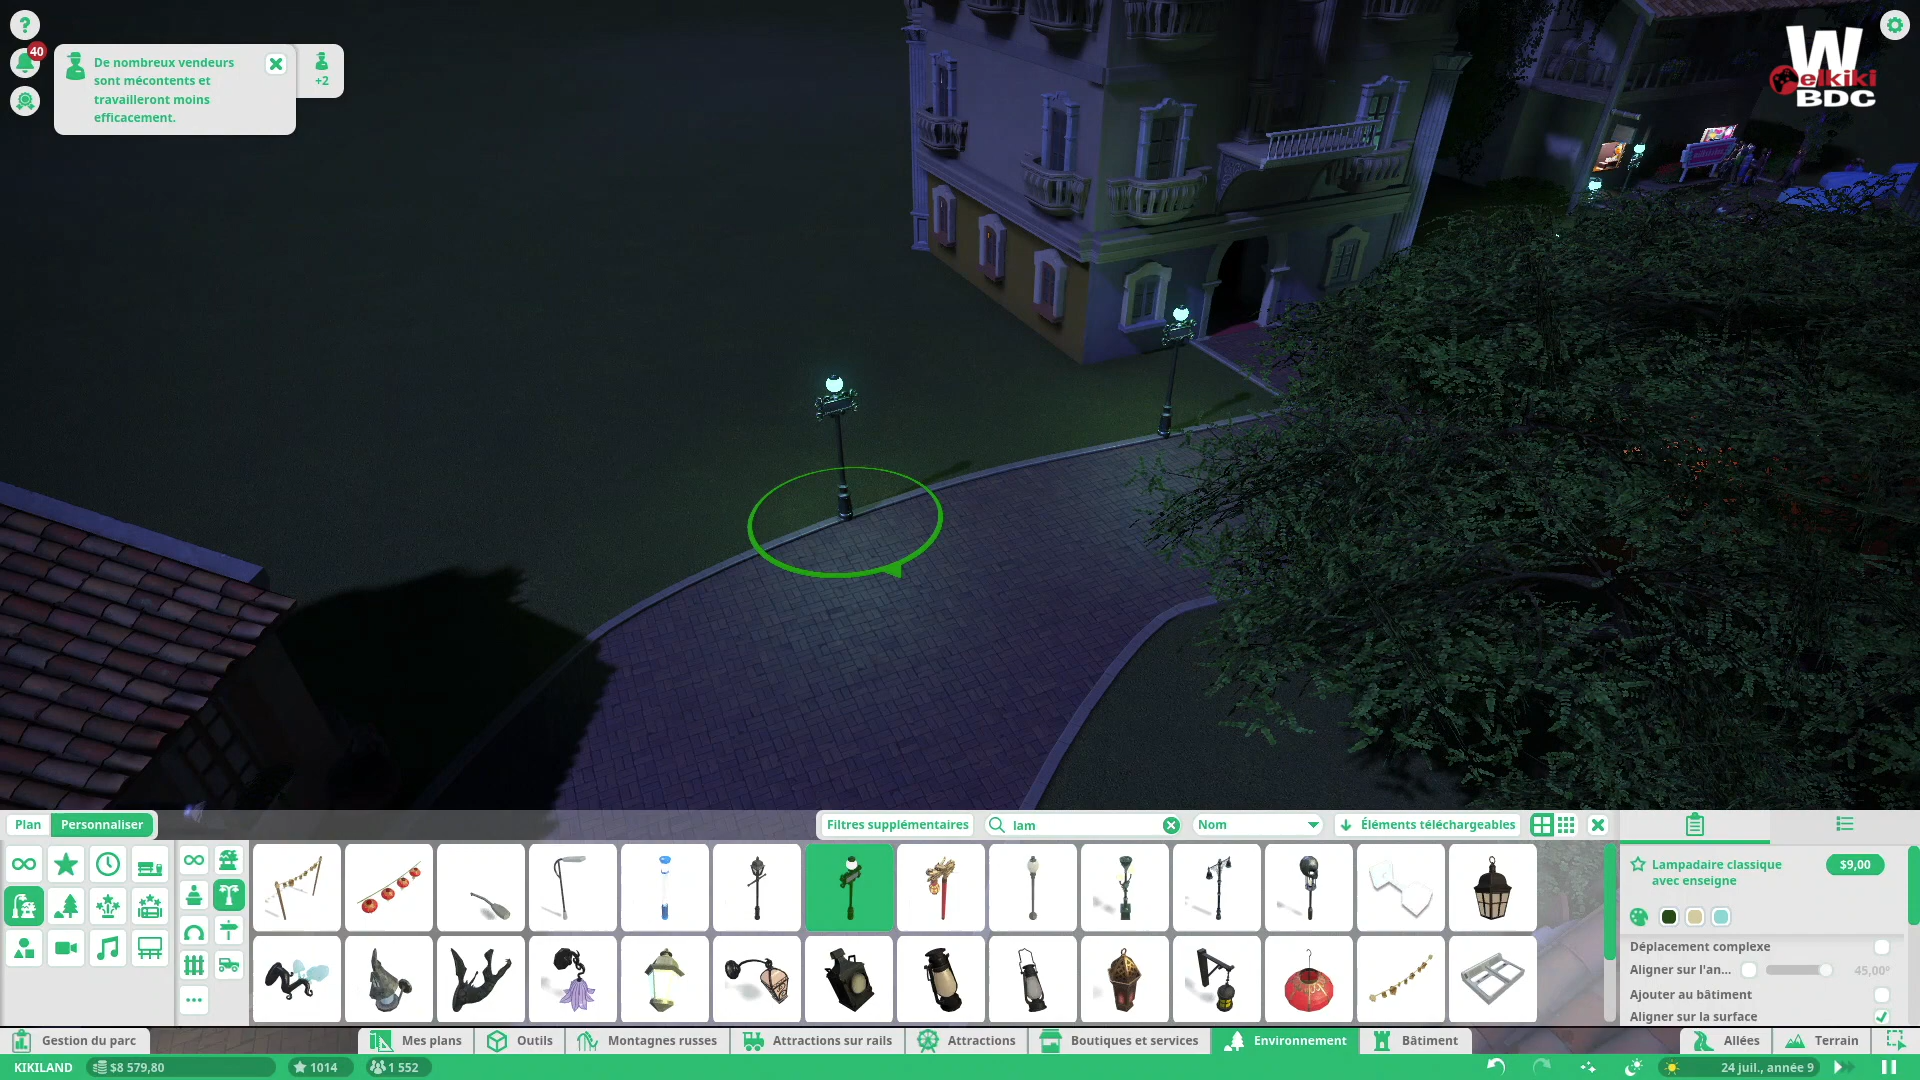 ?
40
De nombreux vendeurs
sont mécontents et
travailleront moins
efficacement.
+2
W
elkiki
BDC
Plan
Personnaliser
Filtres supplémentaires
lam
Nom
Éléments téléchargeables
Lampadaire classique
avec enseigne
$9,00
Déplacement complexe
Aligner sur l'an...
45,00°
Ajouter au bâtiment
Aligner sur la surface
Gestion du parc
Mes plans
Outils
Montagnes russes
Attractions sur rails
Attractions
Boutiques et services
Environnement
Bâtiment
Allées
Terrain
KIKILAND
$8 579,80
1014
1 552
24 juil., année 9